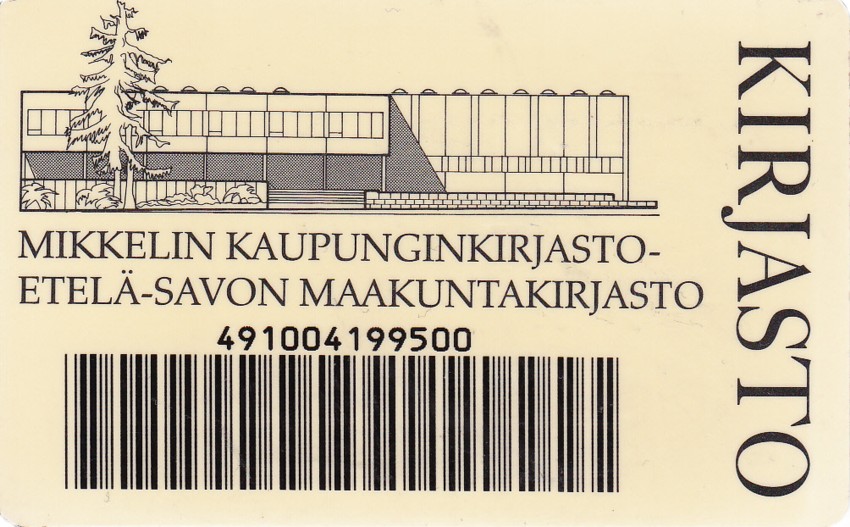 MIKKELIN KAUPUNGINKIRJASTO-
ETELÄ-SAVON MAAKUNTAKIRJASTO
491004199500
KIRJASTO